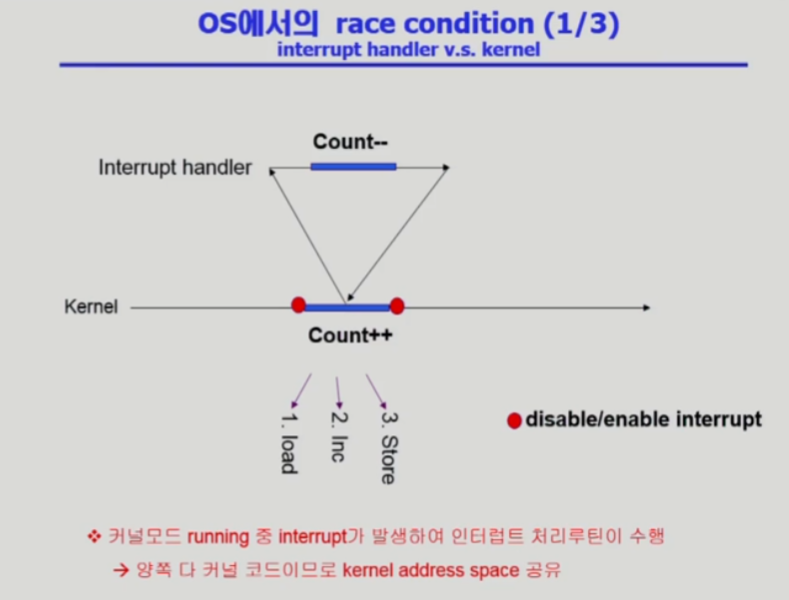 OS에서의 race condition (1/3)
interrupt handler v.s. kernel
Count--
Interrupt handler
Kernel
Count++
1. load
2. Inc
3. Store
disable/enable interrupt
❖ 커널모드 running 중 interrupt가 발생하여 인터럽트 처리루틴이 수행
→ 양쪽 다 커널 코드이므로 kernel address space 공유